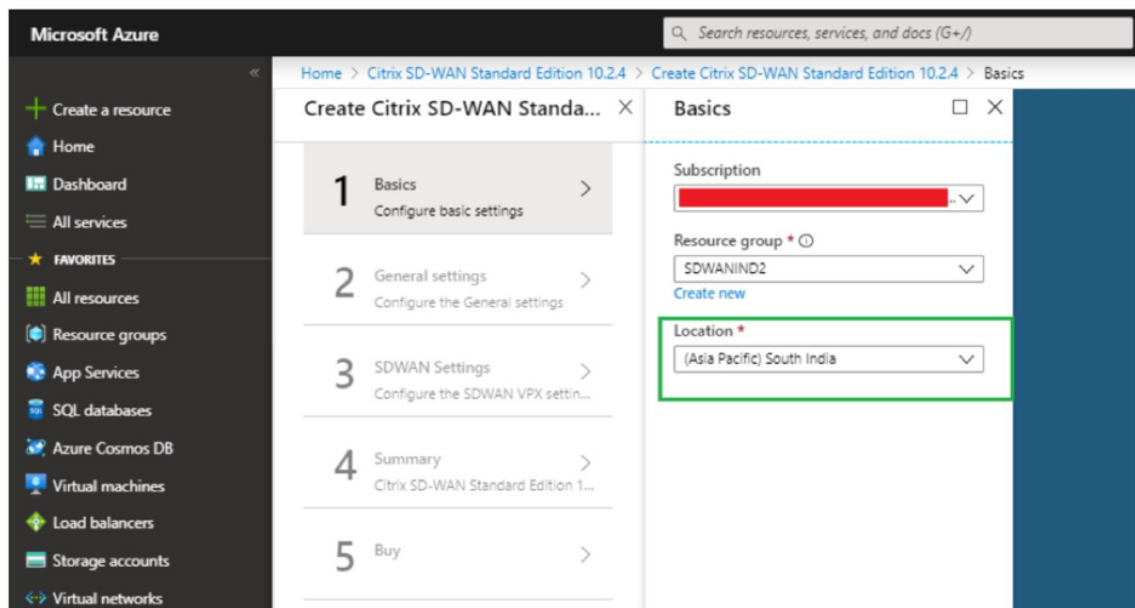 Microsoft Azure
Search resources, services, and docs (G+/)
«
Home > Citrix SD-WAN Standard Edition 10.2.4 > Create Citrix SD-WAN Standard Edition 10.2.4 > Basics
Create a resource
Home
Dashboard
All services
FAVORITES
All resources
Resource groups
App Services
SQL databases
Azure Cosmos DB
Virtual machines
Load balancers
Storage accounts
Virtual networks
Create Citrix SD-WAN Standa...
1 Basics
Configure basic settings
2 General settings
Configure the General settings
3 SDWAN Settings
Configure the SDWAN VPX settin...
4 Summary
Citrix SD-WAN Standard Edition 1...
5 Buy
Basics
Subscription
..
Resource group *
SDWANIND2
Create new
Location *
(Asia Pacific) South India